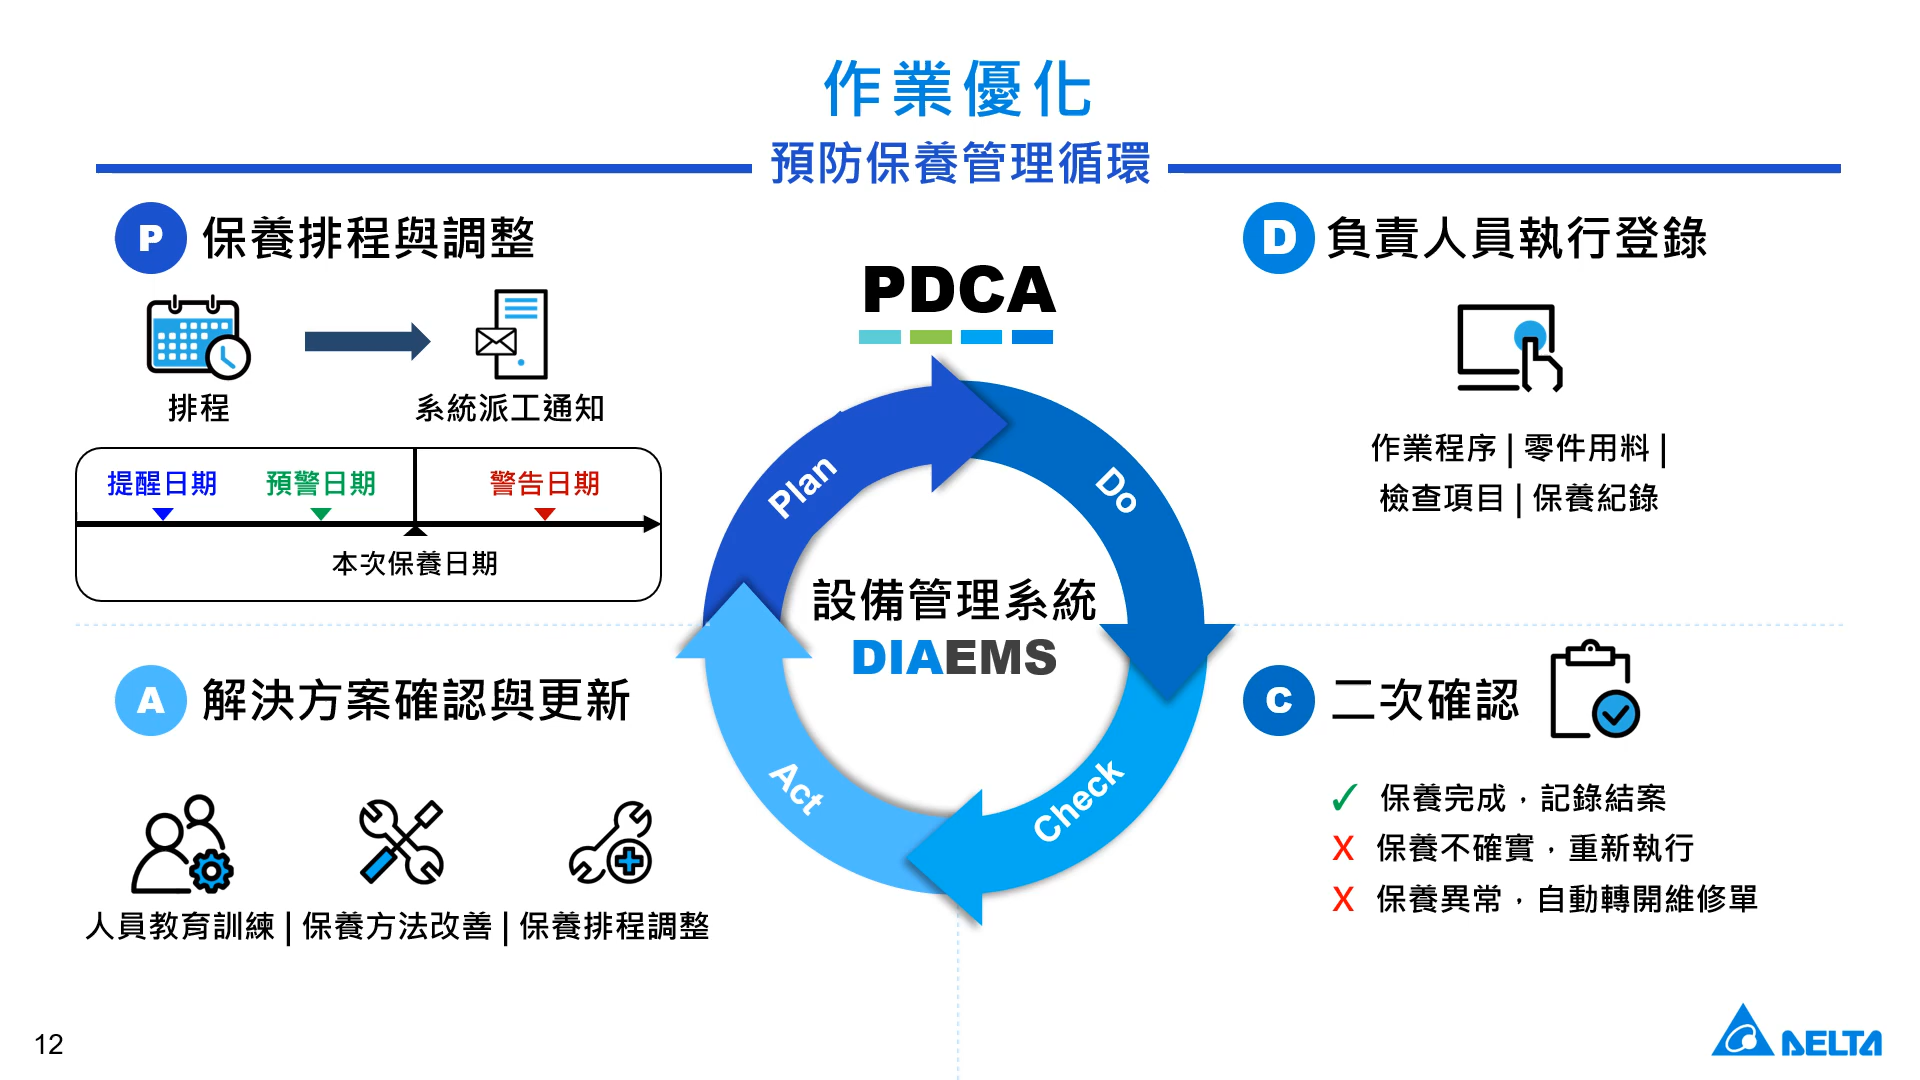 作業優化
預防保養管理循環
P 保養排程與調整
排程
系統派工通知
提醒日期
預警日期
警告日期
本次保養日期
D 負責人員執行登錄
作業程序 | 零件用料 |
檢查項目 | 保養紀錄
PDCA
Plan
Do
Check
Act
設備管理系統
DIAEMS
A 解決方案確認與更新
人員教育訓練 | 保養方法改善 | 保養排程調整
C 二次確認
✓ 保養完成，記錄結案
X 保養不確實，重新執行
X 保養異常，自動轉開維修單
12
DELTA